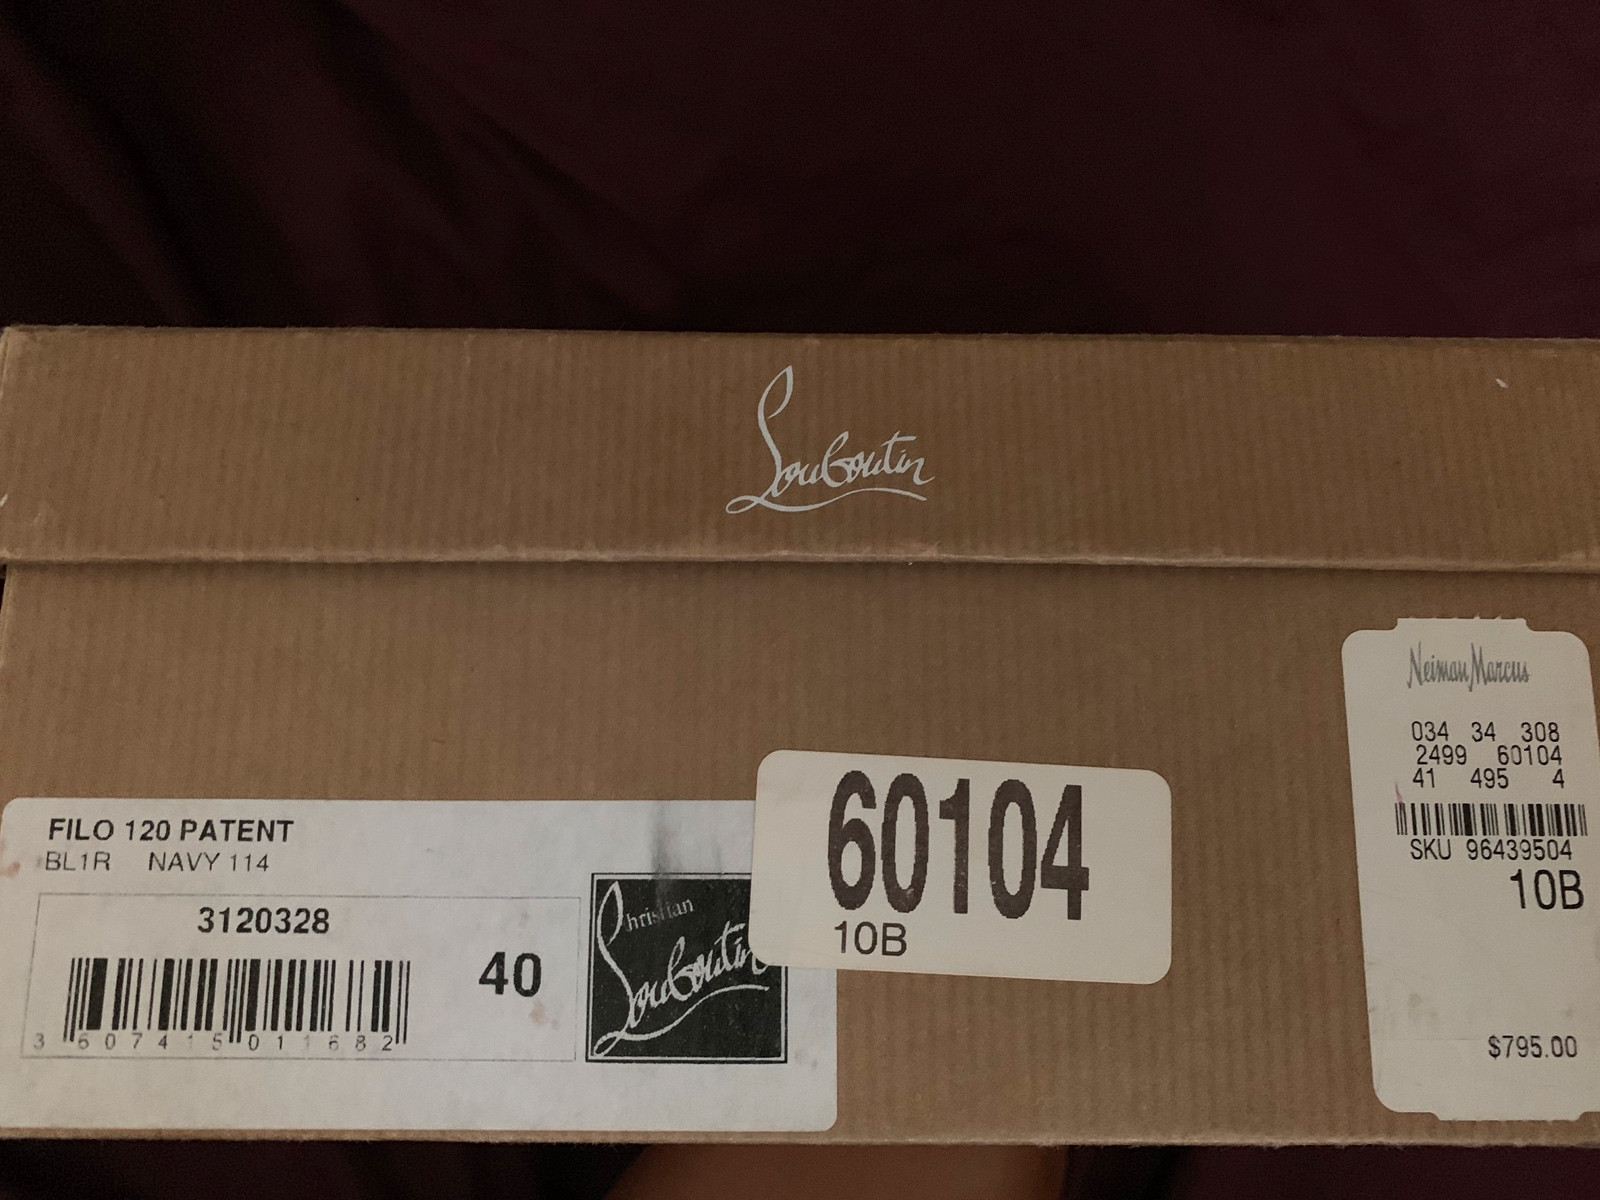 Louboutin
FILO 120 PATENT
BL1R NAVY 114
3120328
40
3 607415 011682
Christian
Louboutin
60104
10B
Neiman Marcus
034 34 308
2499 60104
41 495 4
SKU 96439504
10B
$795.00